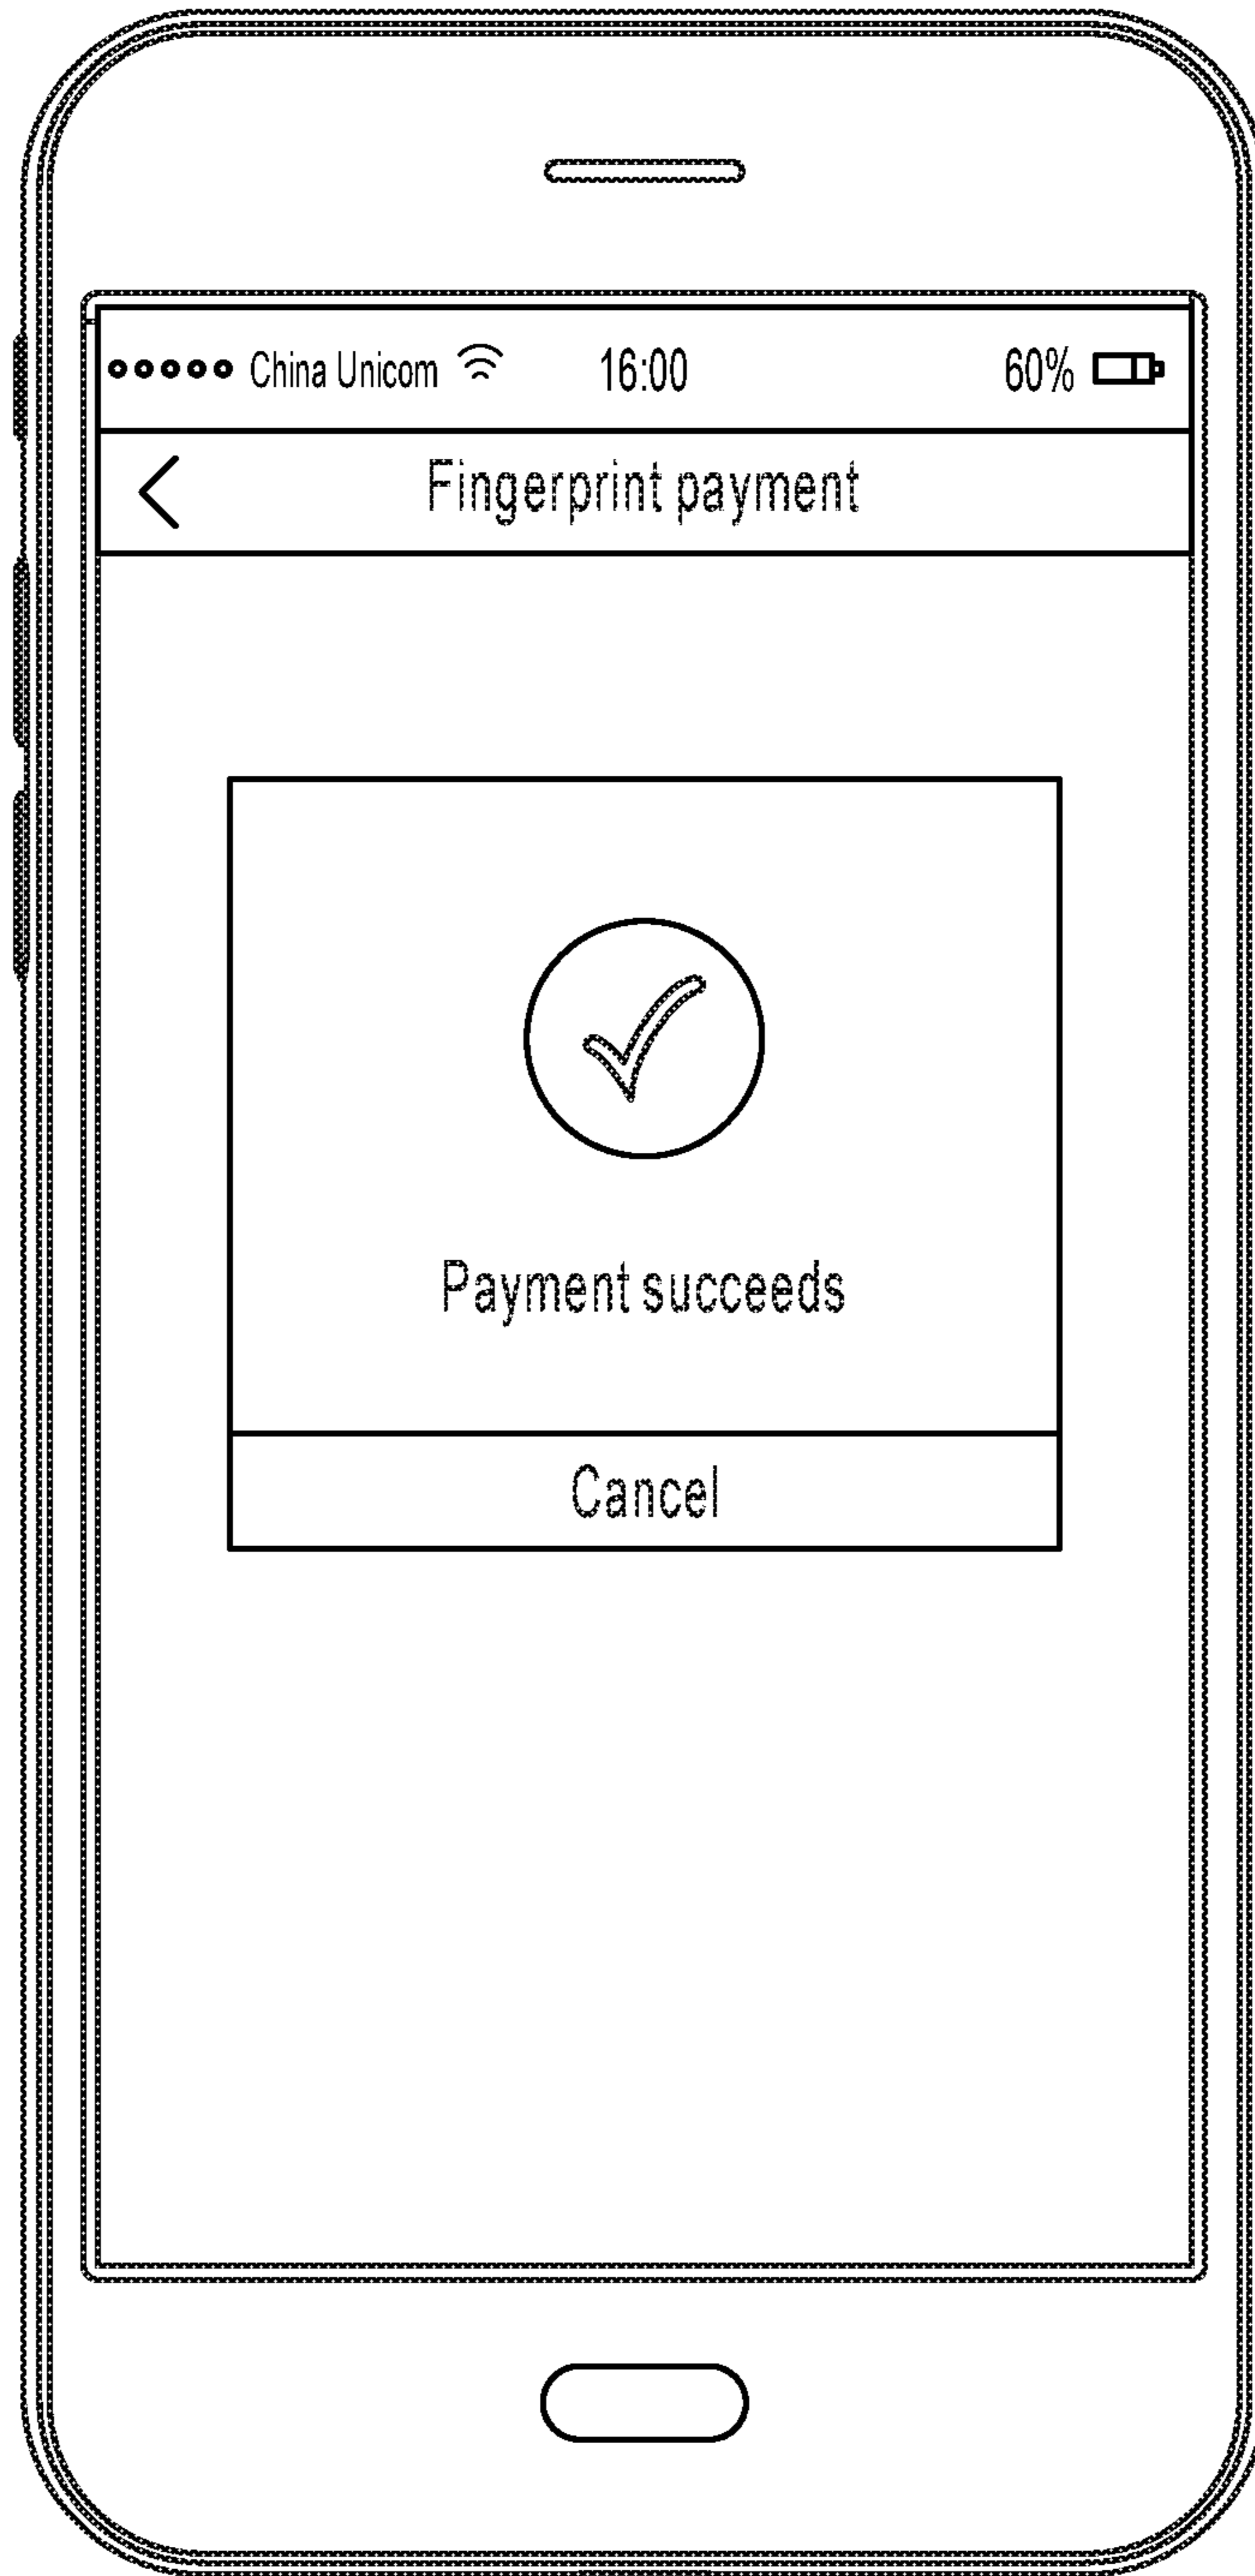 China Unicom 16:00 60%
Fingerprint payment
Payment succeeds
Cancel